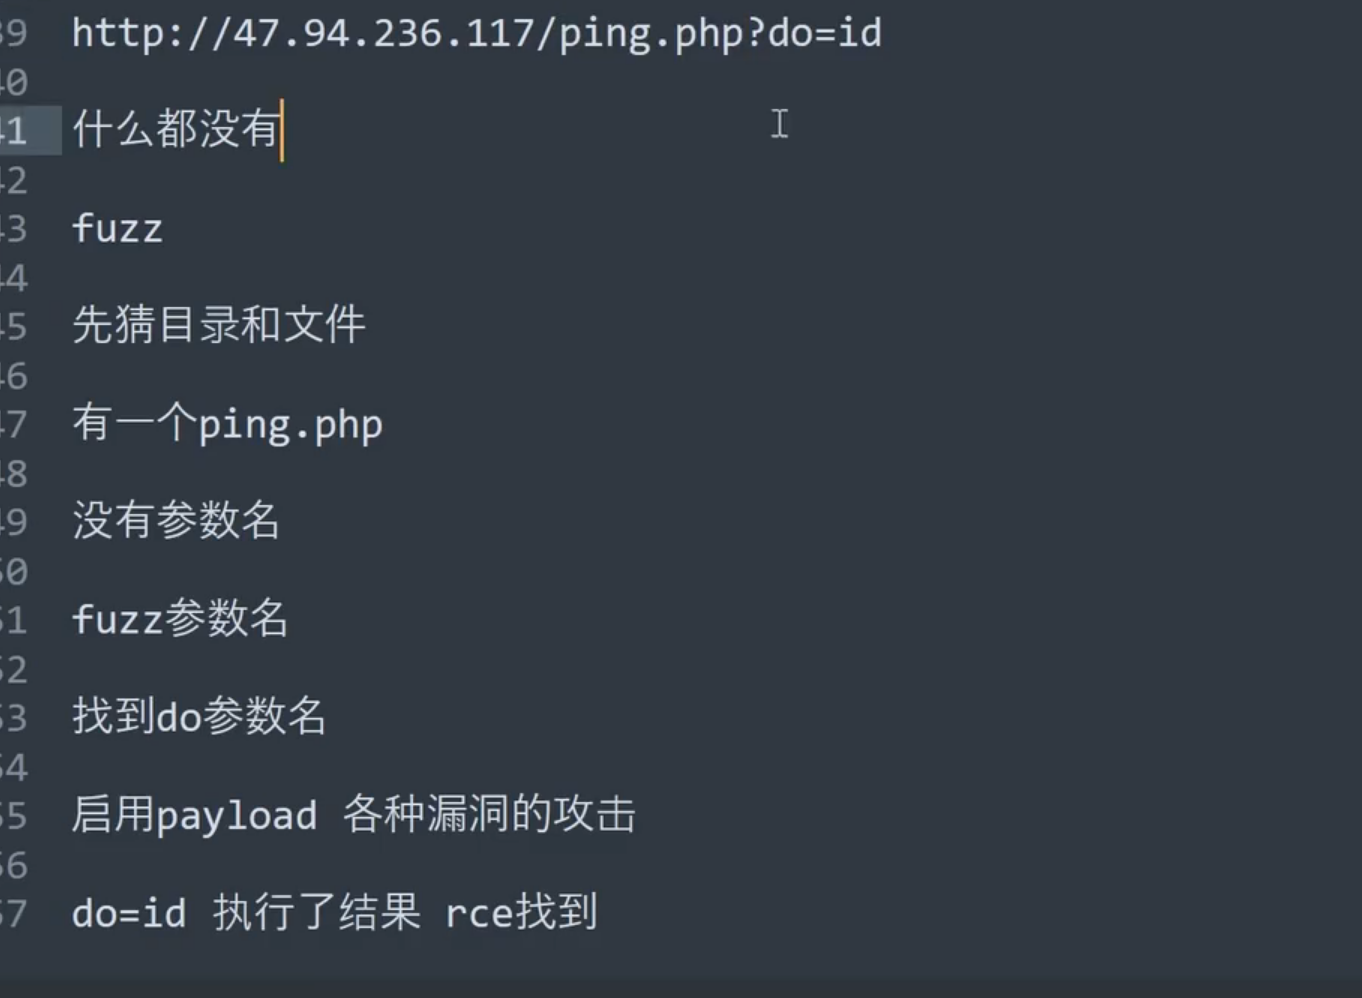 39 http://47.94.236.117/ping.php?do=id
40
41 什么都没有
42
43 fuzz
44
45 先猜目录和文件
46
47 有一个ping.php
48
49 没有参数名
50
51 fuzz参数名
52
53 找到do参数名
54
55 启用payload 各种漏洞的攻击
56
57 do=id 执行了结果 rce找到